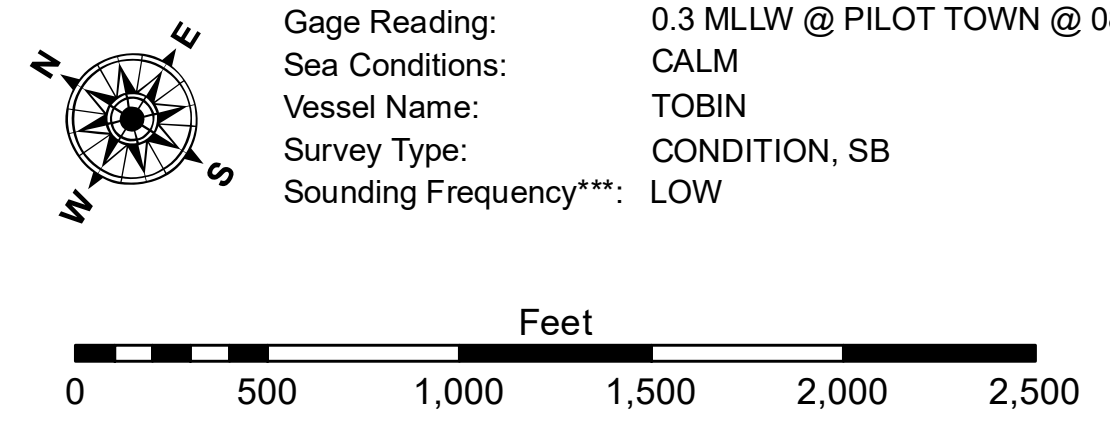 N
E
S
W
Gage Reading: 0.3 MLLW @ PILOT TOWN @
Sea Conditions: CALM
Vessel Name: TOBIN
Survey Type: CONDITION, SB
Sounding Frequency***: LOW
Feet
0 500 1,000 1,500 2,000 2,500